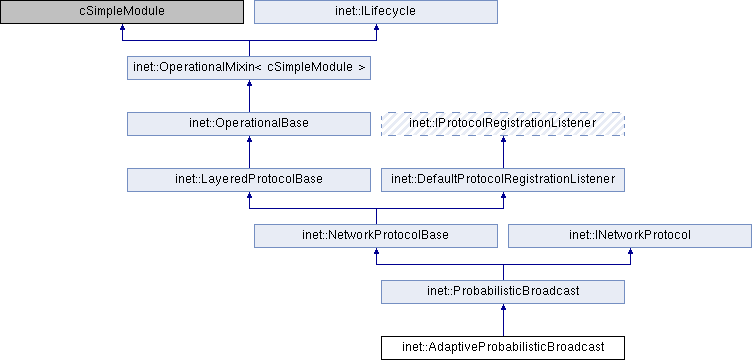 cSimpleModule
inet::ILifecycle
inet::OperationalMixin< cSimpleModule >
inet::OperationalBase
inet::IProtocolRegistrationListener
inet::LayeredProtocolBase
inet::DefaultProtocolRegistrationListener
inet::NetworkProtocolBase
inet::INetworkProtocol
inet::ProbabilisticBroadcast
inet::AdaptiveProbabilisticBroadcast